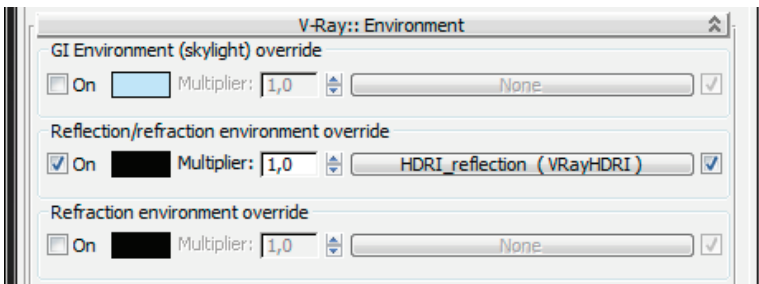 V-Ray:: Environment
GI Environment (skylight) override
On Multiplier: 1,0 None
Reflection/refraction environment override
On Multiplier: 1,0 HDRI_reflection ( VRayHDRI )
Refraction environment override
On Multiplier: 1,0 None